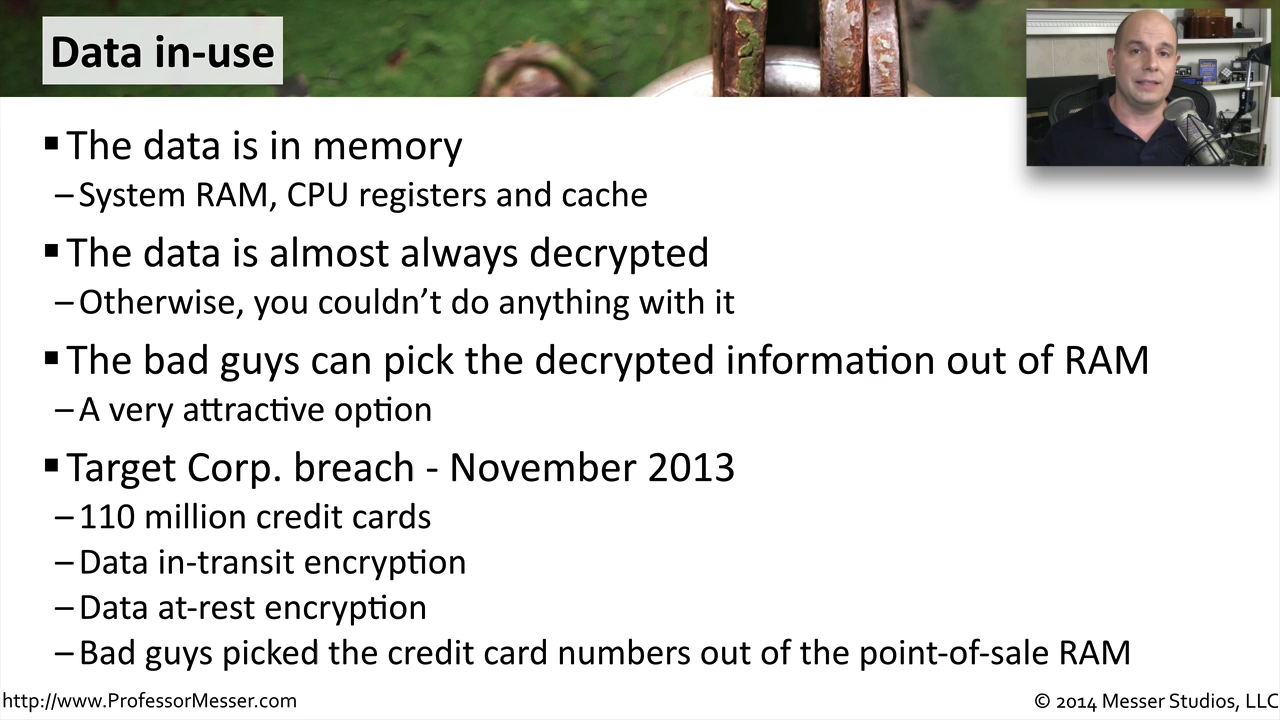 Data in-use
▪ The data is in memory
– System RAM, CPU registers and cache
▪ The data is almost always decrypted
– Otherwise, you couldn't do anything with it
▪ The bad guys can pick the decrypted information out of RAM
– A very attractive option
▪ Target Corp. breach - November 2013
– 110 million credit cards
– Data in-transit encryption
– Data at-rest encryption
– Bad guys picked the credit card numbers out of the point-of-sale RAM
http://www.ProfessorMesser.com
© 2014 Messer Studios, LLC